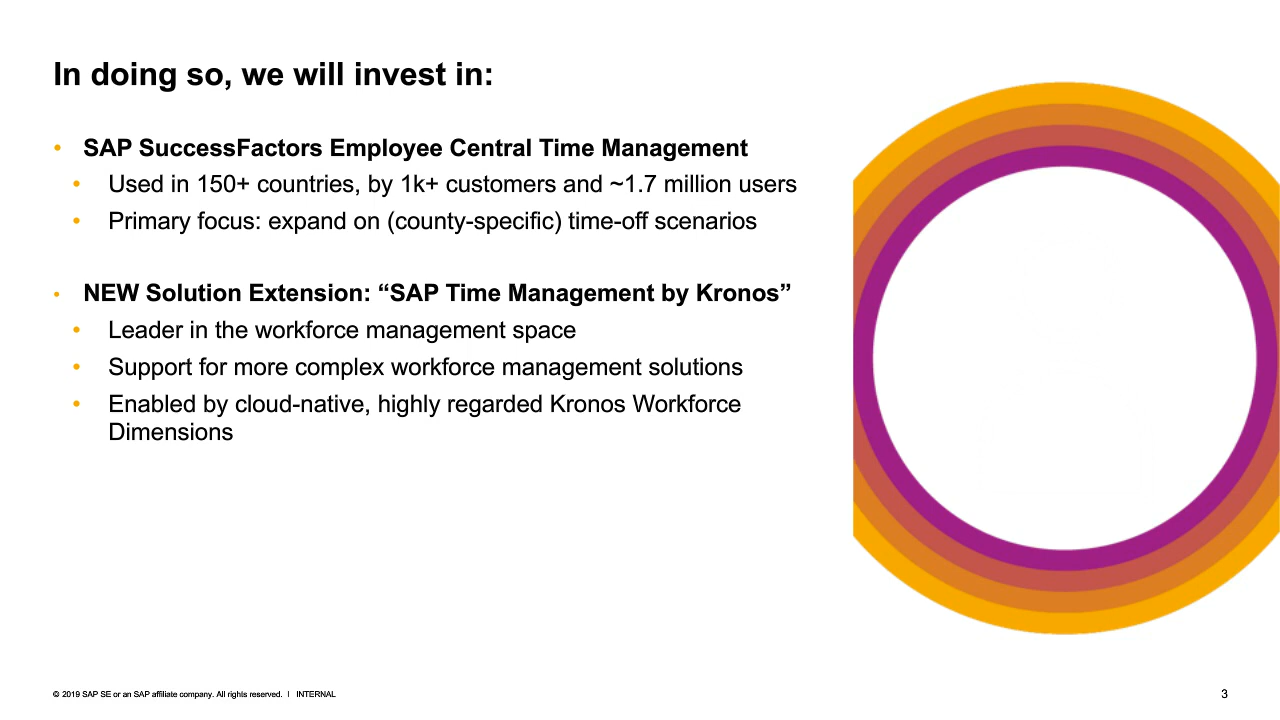 In doing so, we will invest in:
• SAP SuccessFactors Employee Central Time Management
• Used in 150+ countries, by 1k+ customers and ~1.7 million users
• Primary focus: expand on (county-specific) time-off scenarios
• NEW Solution Extension: “SAP Time Management by Kronos”
• Leader in the workforce management space
• Support for more complex workforce management solutions
• Enabled by cloud-native, highly regarded Kronos Workforce
Dimensions
© 2019 SAP SE or an SAP affiliate company. All rights reserved. | INTERNAL
3